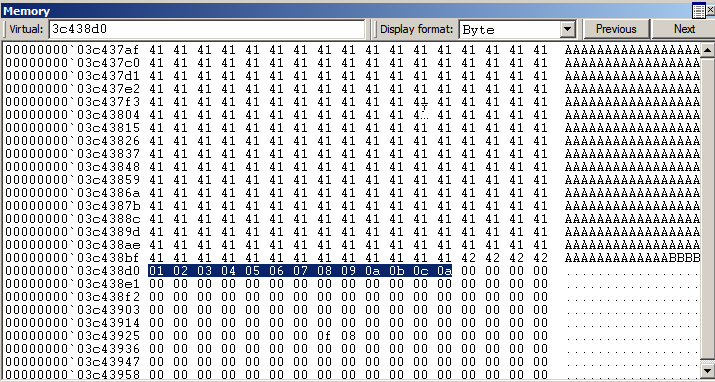 Memory
Virtual: 3c438d0 Display format: Byte Previous Next
00000000`03c437af 41 41 41 41 41 41 41 41 41 41 41 41 41 41 41 41 41 AAAAAAAAAAAAAAAAA
00000000`03c437c0 41 41 41 41 41 41 41 41 41 41 41 41 41 41 41 41 41 AAAAAAAAAAAAAAAAA
00000000`03c437d1 41 41 41 41 41 41 41 41 41 41 41 41 41 41 41 41 41 AAAAAAAAAAAAAAAAA
00000000`03c437e2 41 41 41 41 41 41 41 41 41 41 41 41 41 41 41 41 41 AAAAAAAAAAAAAAAAA
00000000`03c437f3 41 41 41 41 41 41 41 41 41 41 41 41 41 41 41 41 41 AAAAAAAAAAAAAAAAA
00000000`03c43804 41 41 41 41 41 41 41 41 41 41 41 41 41 41 41 41 41 AAAAAAAAAAAAAAAAA
00000000`03c43815 41 41 41 41 41 41 41 41 41 41 41 41 41 41 41 41 41 AAAAAAAAAAAAAAAAA
00000000`03c43826 41 41 41 41 41 41 41 41 41 41 41 41 41 41 41 41 41 AAAAAAAAAAAAAAAAA
00000000`03c43837 41 41 41 41 41 41 41 41 41 41 41 41 41 41 41 41 41 AAAAAAAAAAAAAAAAA
00000000`03c43848 41 41 41 41 41 41 41 41 41 41 41 41 41 41 41 41 41 AAAAAAAAAAAAAAAAA
00000000`03c43859 41 41 41 41 41 41 41 41 41 41 41 41 41 41 41 41 41 AAAAAAAAAAAAAAAAA
00000000`03c4386a 41 41 41 41 41 41 41 41 41 41 41 41 41 41 41 41 41 AAAAAAAAAAAAAAAAA
00000000`03c4387b 41 41 41 41 41 41 41 41 41 41 41 41 41 41 41 41 41 AAAAAAAAAAAAAAAAA
00000000`03c4388c 41 41 41 41 41 41 41 41 41 41 41 41 41 41 41 41 41 AAAAAAAAAAAAAAAAA
00000000`03c4389d 41 41 41 41 41 41 41 41 41 41 41 41 41 41 41 41 41 AAAAAAAAAAAAAAAAA
00000000`03c438ae 41 41 41 41 41 41 41 41 41 41 41 41 41 41 41 41 41 AAAAAAAAAAAAAAAAA
00000000`03c438bf 41 41 41 41 41 41 41 41 41 41 41 41 41 42 42 42 42 AAAAAAAAAAAAABBBB
00000000`03c438d0 01 02 03 04 05 06 07 08 09 0a 0b 0c 0a 00 00 00 00 .................
00000000`03c438e1 00 00 00 00 00 00 00 00 00 00 00 00 00 00 00 00 00 .................
00000000`03c438f2 00 00 00 00 00 00 00 00 00 00 00 00 00 00 00 00 00 .................
00000000`03c43903 00 00 00 00 00 00 00 00 00 00 00 00 00 00 00 00 00 .................
00000000`03c43914 00 00 00 00 00 00 00 00 00 00 00 00 00 00 00 00 00 .................
00000000`03c43925 00 00 00 00 00 00 00 0f 08 00 00 00 00 00 00 00 00 .................
00000000`03c43936 00 00 00 00 00 00 00 00 00 00 00 00 00 00 00 00 00 .................
00000000`03c43947 00 00 00 00 00 00 00 00 00 00 00 00 00 00 00 00 00 .................
00000000`03c43958 00 00 00 00 00 00 00 00 00 00 00 00 00 00 00 00 00 .................